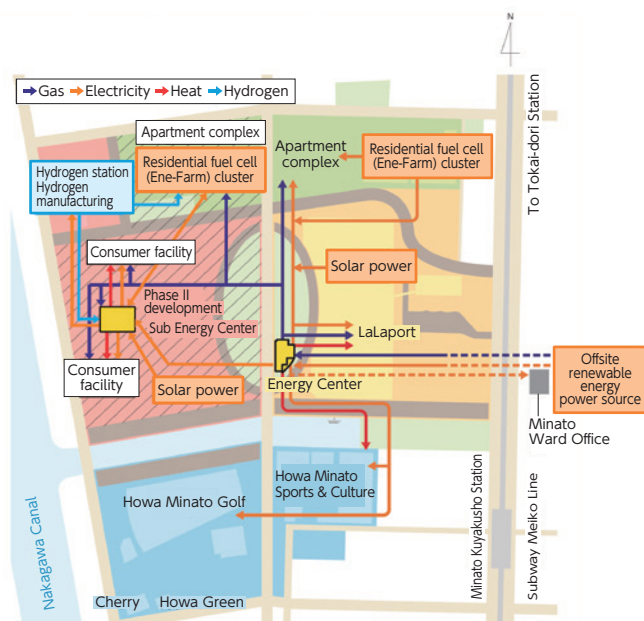 N
To Tokai-dori Station
Gas Electricity Heat Hydrogen
Apartment complex
Residential fuel cell
(Ene-Farm) cluster
Apartment
complex
Residential fuel cell
(Ene-Farm) cluster
Hydrogen station
Hydrogen
manufacturing
Consumer facility
Solar power
Phase II
development
Sub Energy Center
LaLaport
Consumer
facility
Solar power
Energy Center
Offsite
renewable
energy
power source
Minato
Ward Office
Howa Minato
Sports & Culture
Howa Minato Golf
Minato Kuyakusho Station
Subway Meiko Line
Nakagawa Canal
Cherry
Howa Green